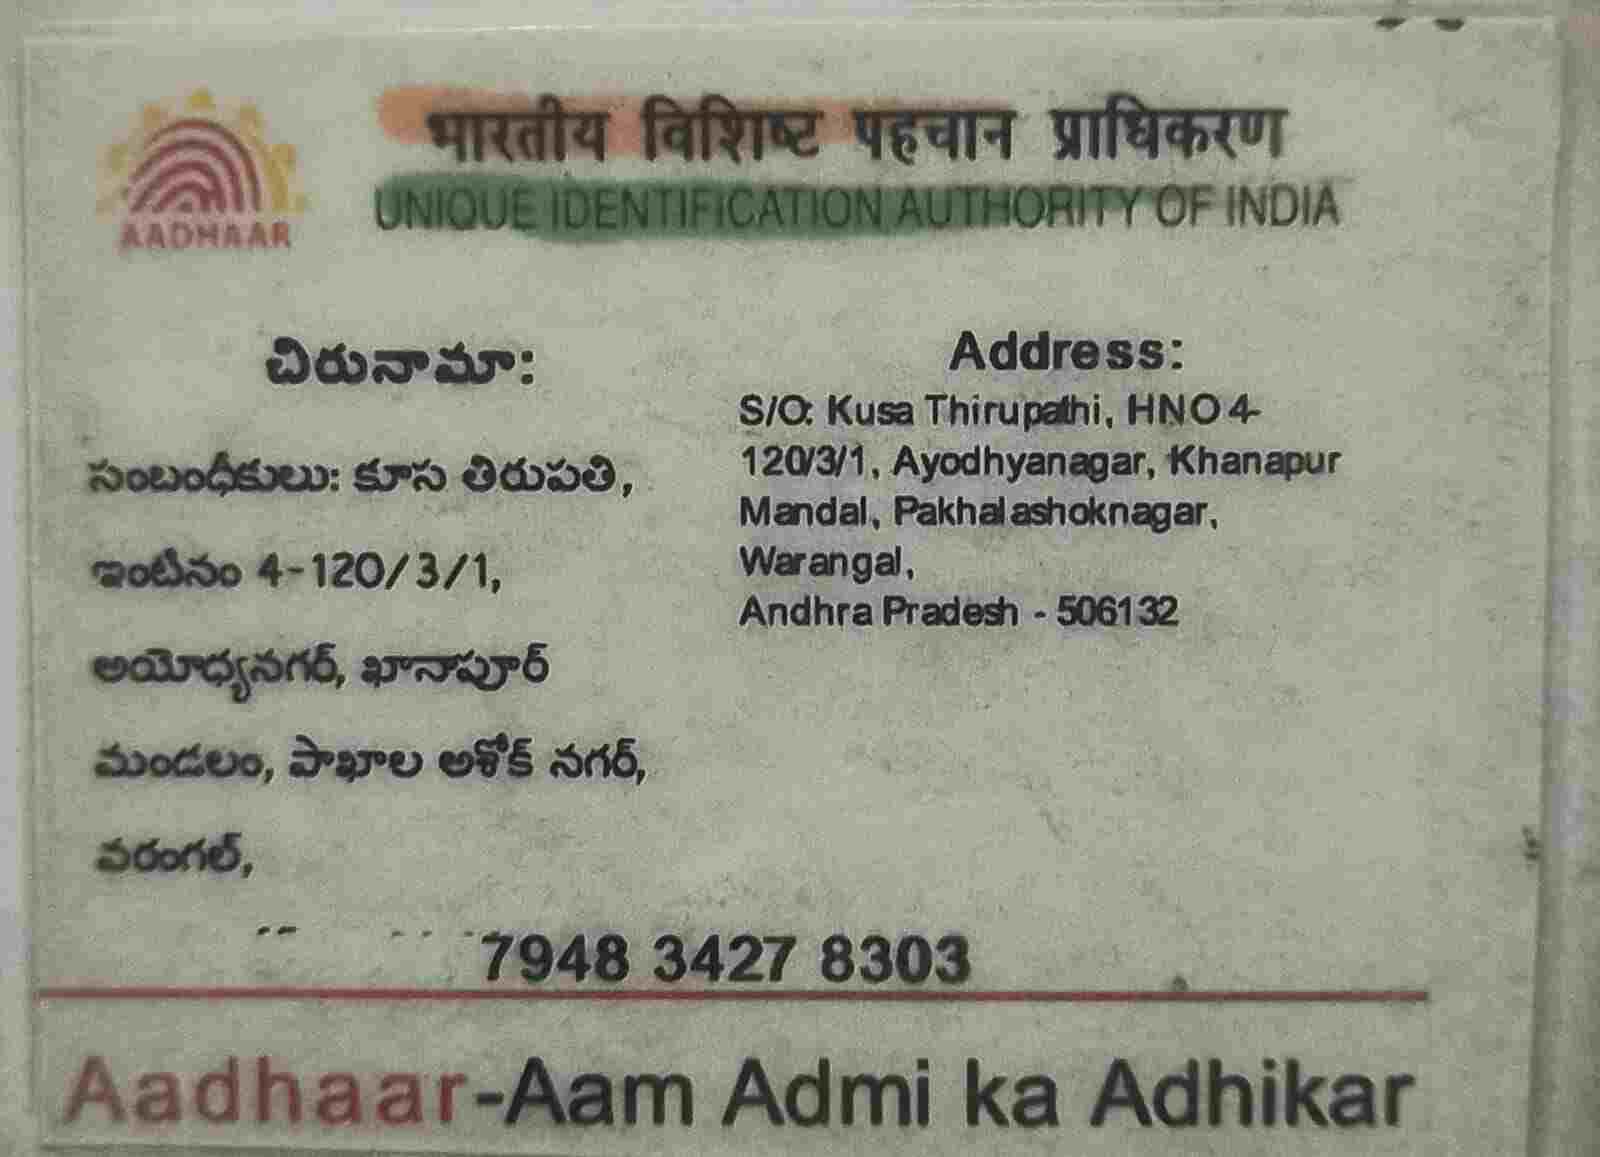 भारतीय विशिष्ट पहचान प्राधिकरण
UNIQUE IDENTIFICATION AUTHORITY OF INDIA
AADHAAR
చిరునామా:
సంబంధీకులు: కూస తిరుపతి,
ఇంటినం 4-120/3/1,
అయోధ్యనగర్, ఖానాపూర్
మండలం, పాఖాల అశోక్ నగర్,
వరంగల్,
Address:
S/O: Kusa Thirupathi, HNO 4-
120/3/1, Ayodhyanagar, Khanapur
Mandal, Pakhalashoknagar,
Warangal,
Andhra Pradesh - 506132
7948 3427 8303
Aadhaar-Aam Admi ka Adhikar